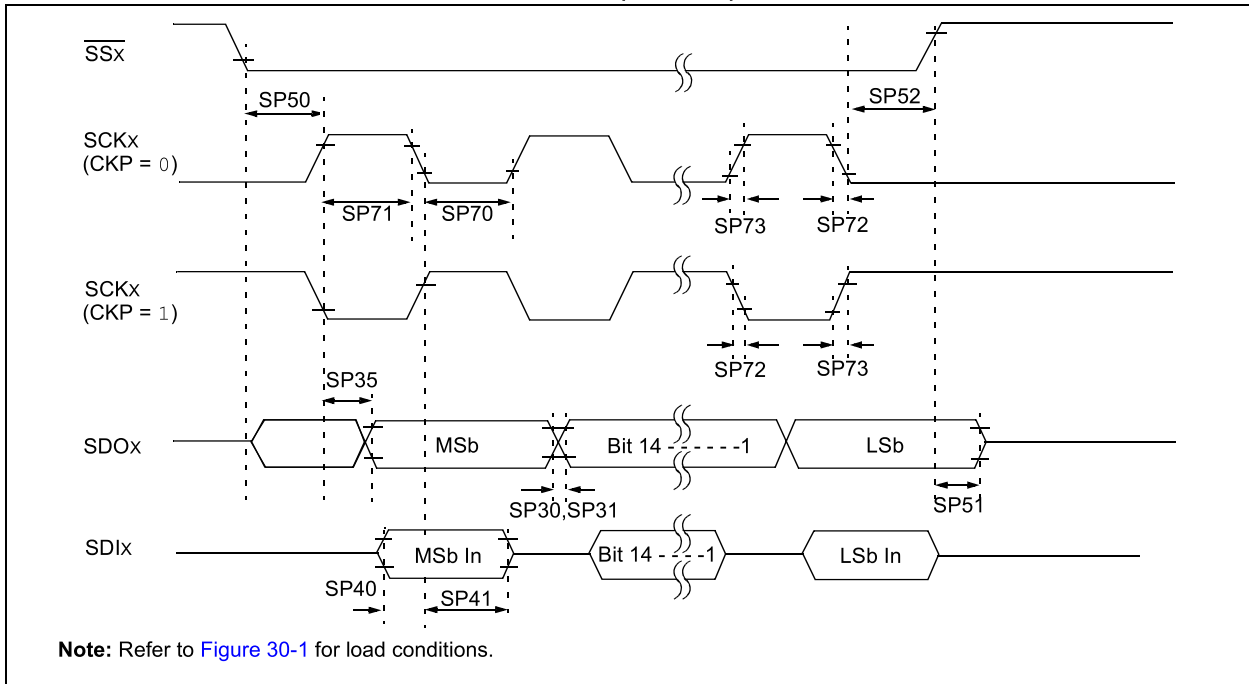 SSx
SP50
SP52
SCKx
(CKP = 0)
SP71
SP70
SP73
SP72
SCKx
(CKP = 1)
SP72
SP73
SP35
SDOx
MSb
Bit 14 - - - - - -1
LSb
SP30,SP31
SP51
SDIx
MSb In
Bit 14 - - - -1
LSb In
SP40
SP41
Note: Refer to Figure 30-1 for load conditions.